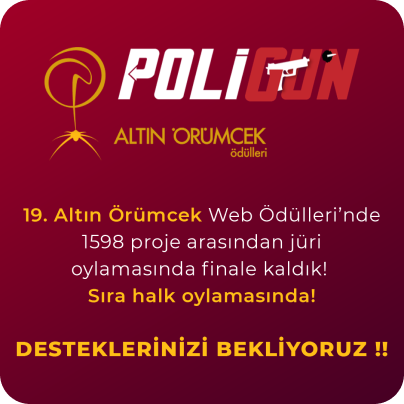 POLiGUN
ALTIN ÖRÜMCEK
ödülleri
19. Altın Örümcek Web Ödülleri’nde
1598 proje arasından jüri
oylamasında finale kaldık!
Sıra halk oylamasında!
DESTEKLERİNİZİ BEKLİYORUZ !!